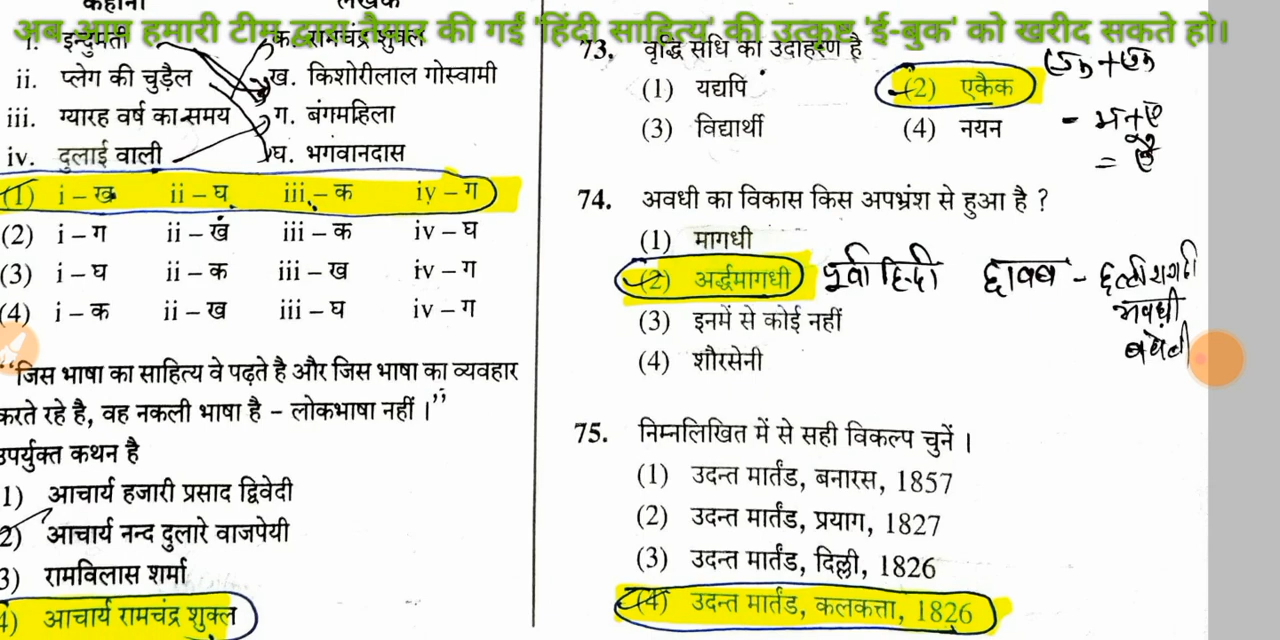 कहानी
लेखक
अब आप हमारी टीम द्वारा तैयार की गईं 'हिंदी साहित्य' की उत्कृष्ट 'ई-बुक' को खरीद सकते हो।
i. इन्दुमती
क. रामचंद्र शुक्ल
ii. प्लेग की चुड़ैल
ख. किशोरीलाल गोस्वामी
iii. ग्यारह वर्ष का समय
ग. बंगमहिला
iv. दुलाई वाली
घ. भगवानदास
(1) i – ख ii – घ iii – क iv – ग
(2) i – ग ii – ख iii – क iv – घ
(3) i – घ ii – क iii – ख iv – ग
(4) i – क ii – ख iii – घ iv – ग
“जिस भाषा का साहित्य वे पढ़ते है और जिस भाषा का व्यवहार
करते रहे है, वह नकली भाषा है – लोकभाषा नहीं ।”
उपर्युक्त कथन है
1) आचार्य हजारी प्रसाद द्विवेदी
2) आचार्य नन्द दुलारे वाजपेयी
3) रामविलास शर्मा
4) आचार्य रामचंद्र शुक्ल
73. वृद्धि संधि का उदाहरण है
(1) यद्यपि
(2) एकैक
एक+एक
(3) विद्यार्थी
(4) नयन
- अ+ए
= ऐ
74. अवधी का विकास किस अपभ्रंश से हुआ है ?
(1) मागधी
(2) अर्द्धमागधी पूर्वी हिन्दी
(3) इनमें से कोई नहीं
अवधी
(4) शौरसेनी
बघेली
75. निम्नलिखित में से सही विकल्प चुनें ।
(1) उदन्त मार्तंड, बनारस, 1857
(2) उदन्त मार्तंड, प्रयाग, 1827
(3) उदन्त मार्तंड, दिल्ली, 1826
(4) उदन्त मार्तंड, कलकत्ता, 1826